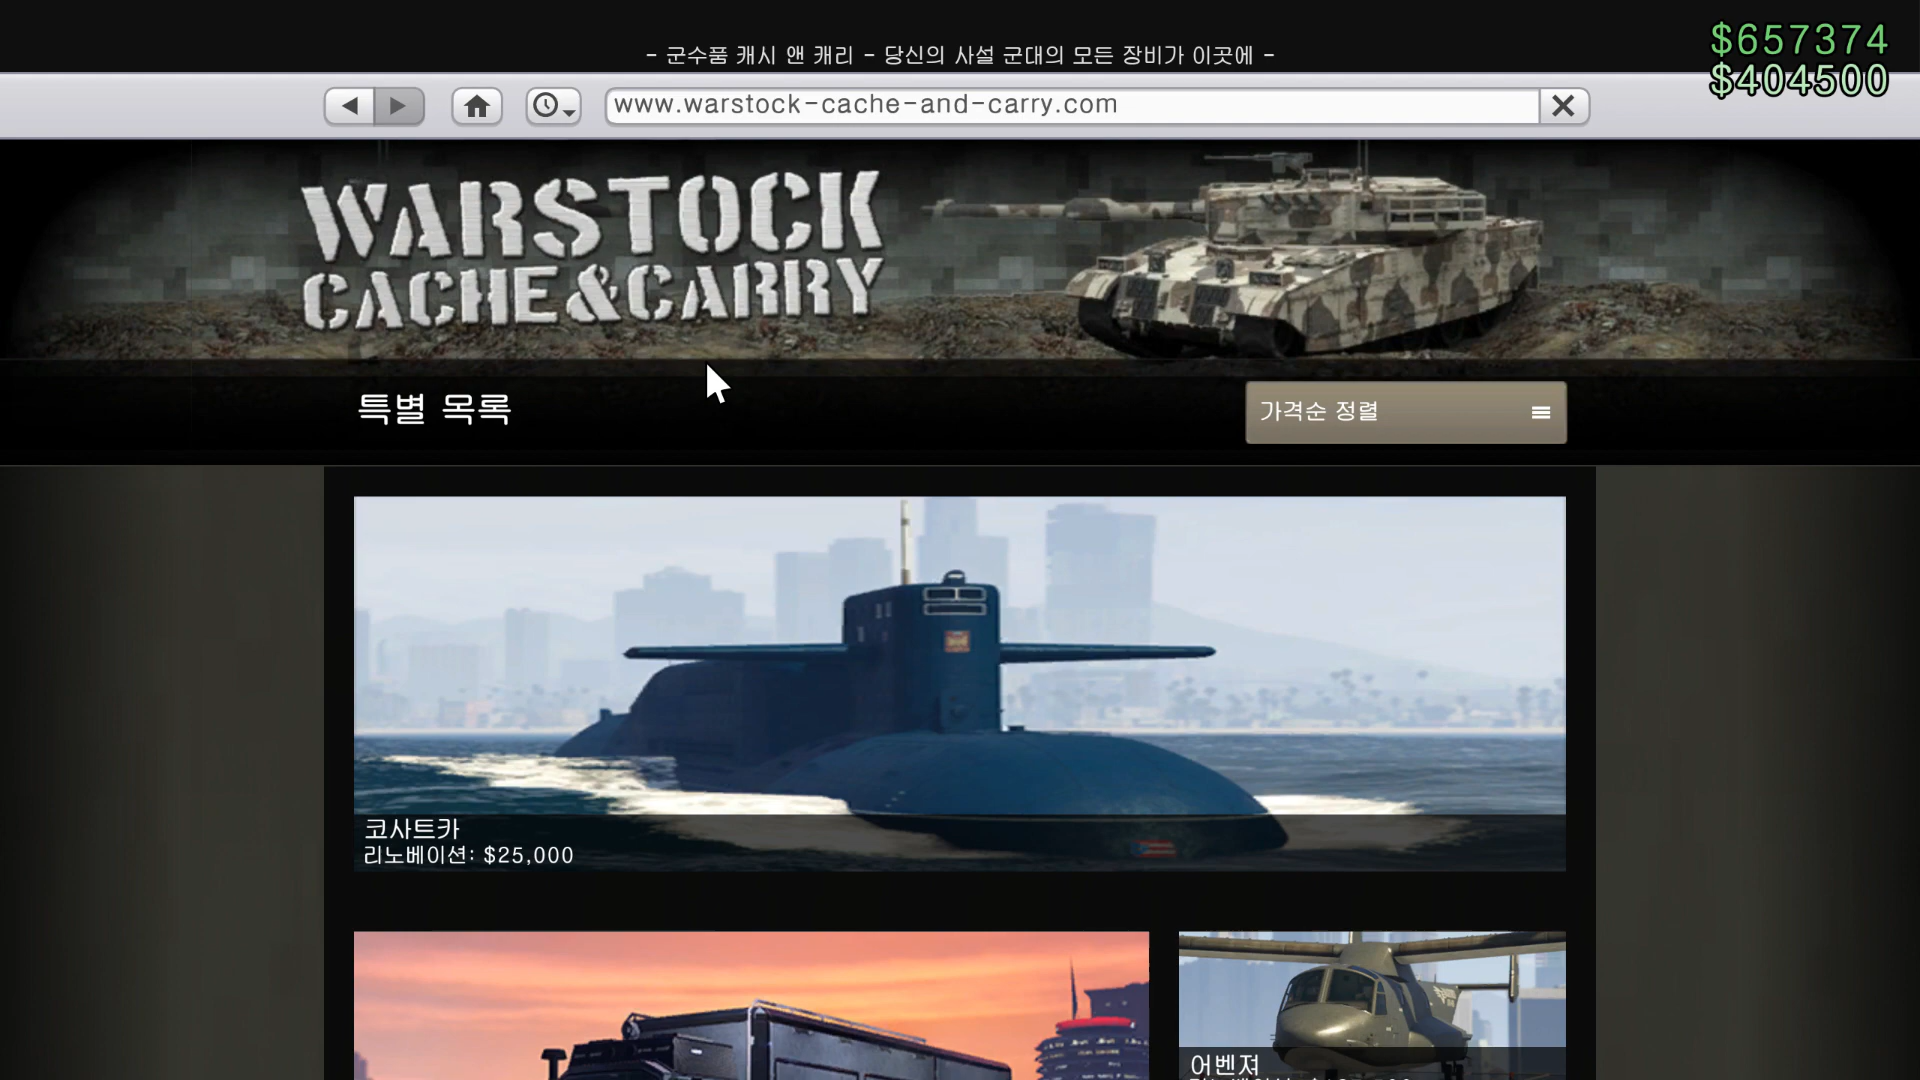 $657374
- 군수품 캐시 앤 캐리 - 당신의 사설 군대의 모든 장비가 이곳에 -
$404500
www.warstock-cache-and-carry.com
WARSTOCK
CACHE&CARRY
특별 목록
가격순 정렬
코사트카
리노베이션: $25,000
어벤져